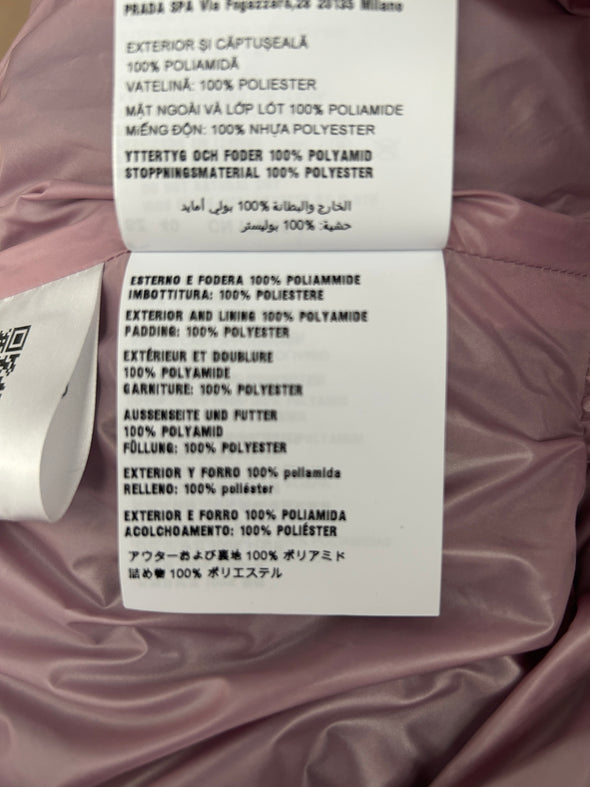 PRADA SPA Via Fogazzaro,28 20135 Milano
EXTERIOR ȘI CĂPTUȘEALĂ
100% POLIAMIDĂ
VATELINĂ: 100% POLIESTER
MẶT NGOÀI VÀ LỚP LÓT 100% POLIAMIDE
MIẾNG ĐỘN: 100% NHỰA POLYESTER
YTTERTYG OCH FODER 100% POLYAMID
STOPPNINGSMATERIAL 100% POLYESTER
الخارج والبطانة %100 بولي أمايد
حشية: %100 بوليستر
ESTERNO E FODERA 100% POLIAMMIDE
IMBOTTITURA: 100% POLIESTERE
EXTERIOR AND LINING 100% POLYAMIDE
PADDING: 100% POLYESTER
EXTÉRIEUR ET DOUBLURE
100% POLYAMIDE
GARNITURE: 100% POLYESTER
AUSSENSEITE UND FUTTER
100% POLYAMID
FÜLLUNG: 100% POLYESTER
EXTERIOR Y FORRO 100% poliamida
RELLENO: 100% poliéster
EXTERIOR E FORRO 100% POLIAMIDA
ACOLCHOAMENTO: 100% POLIÉSTER
アウターおよび裏地 100% ポリアミド
詰め物 100% ポリエステル